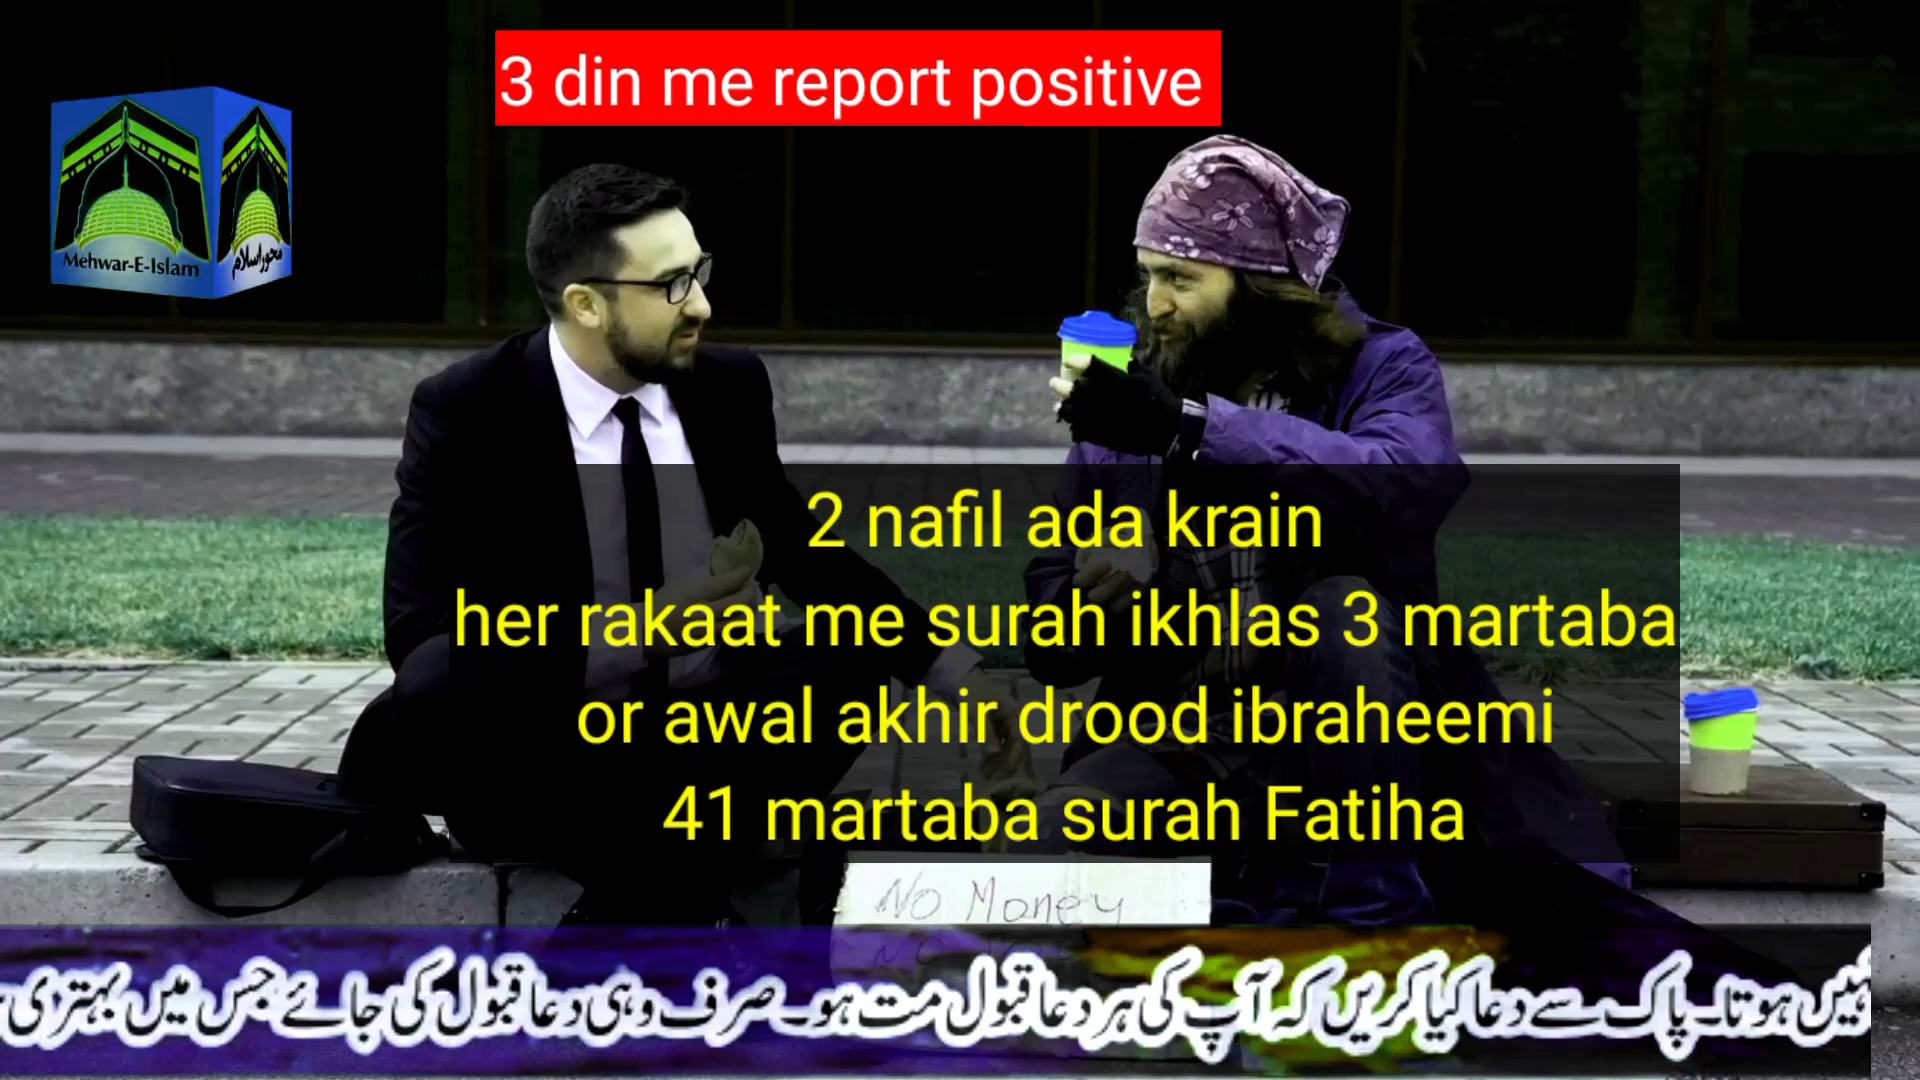 3 din me report positive
Mehwar-E-Islam
محور اسلام
2 nafil ada krain
her rakaat me surah ikhlas 3 martaba
or awal akhir drood ibraheemi
41 martaba surah Fatiha
No Money
نہیں ہوتا۔ پاک سے دعا کیا کریں کہ آپ کی ہر دعا قبول مت ہو۔ صرف وہی دعا قبول کی جائے جس میں بہتری